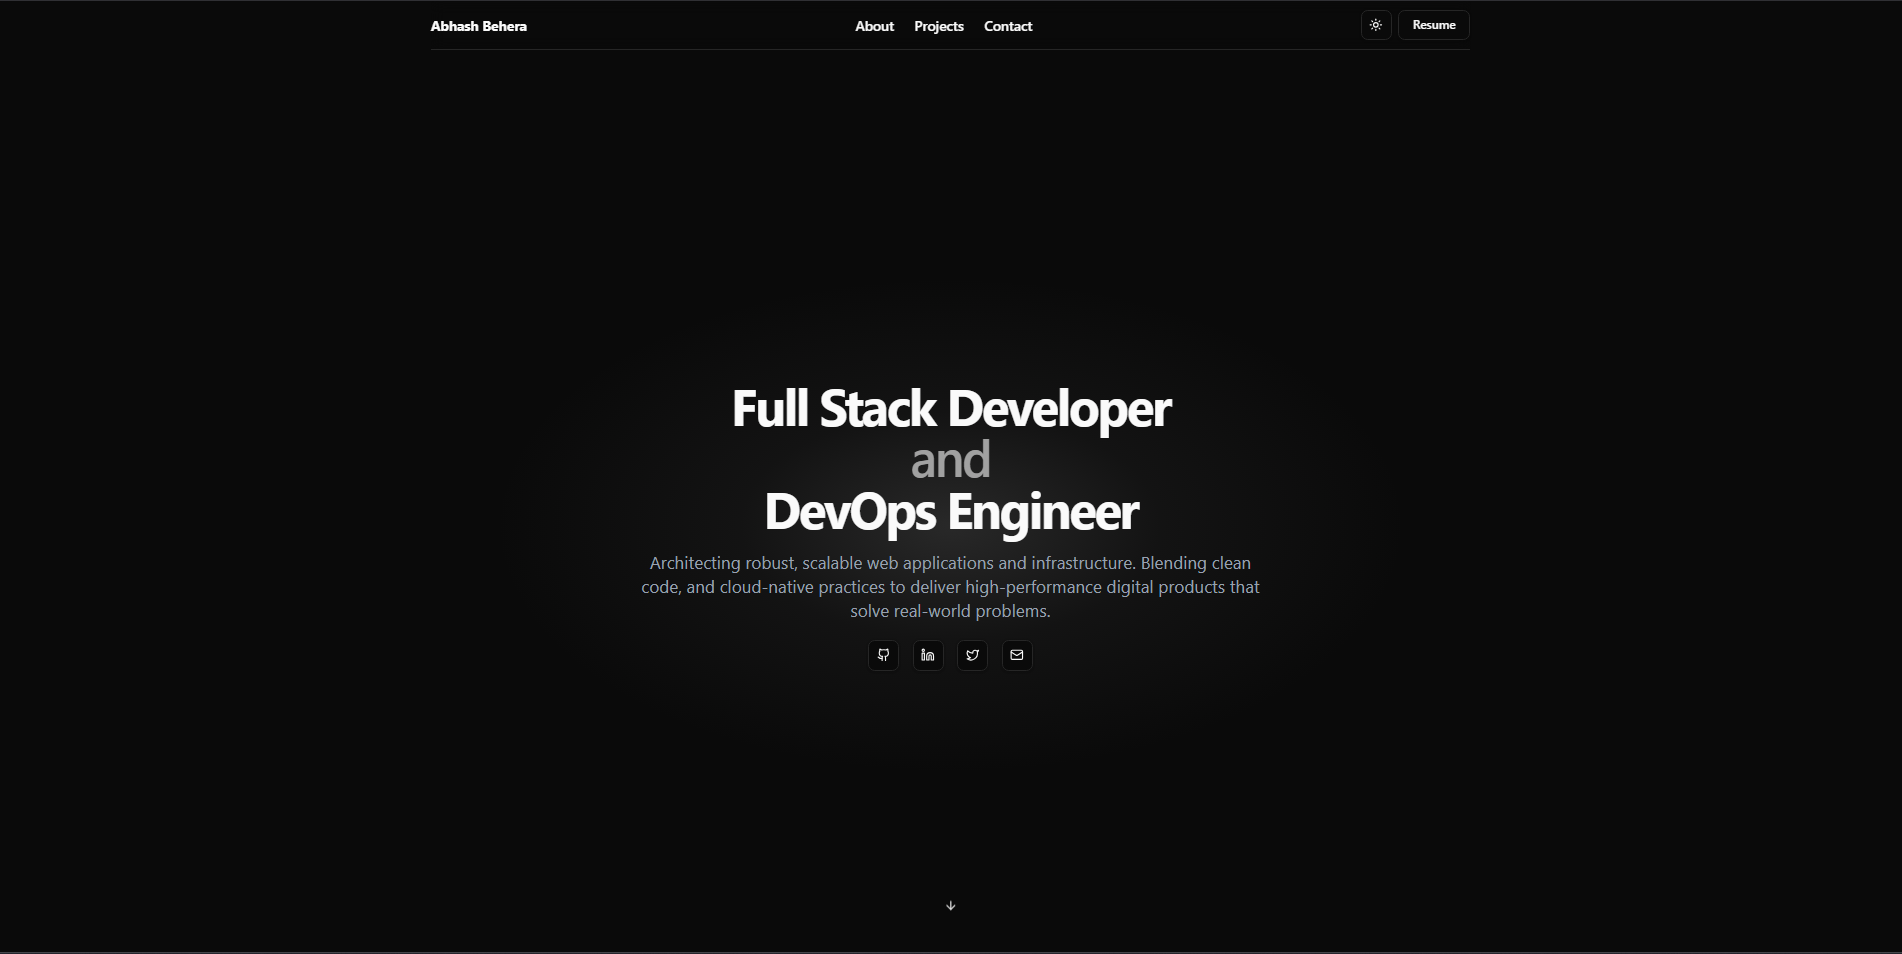 Abhash Behera
About Projects Contact
Resume
Full Stack Developer
and
DevOps Engineer
Architecting robust, scalable web applications and infrastructure. Blending clean
code, and cloud-native practices to deliver high-performance digital products that
solve real-world problems.